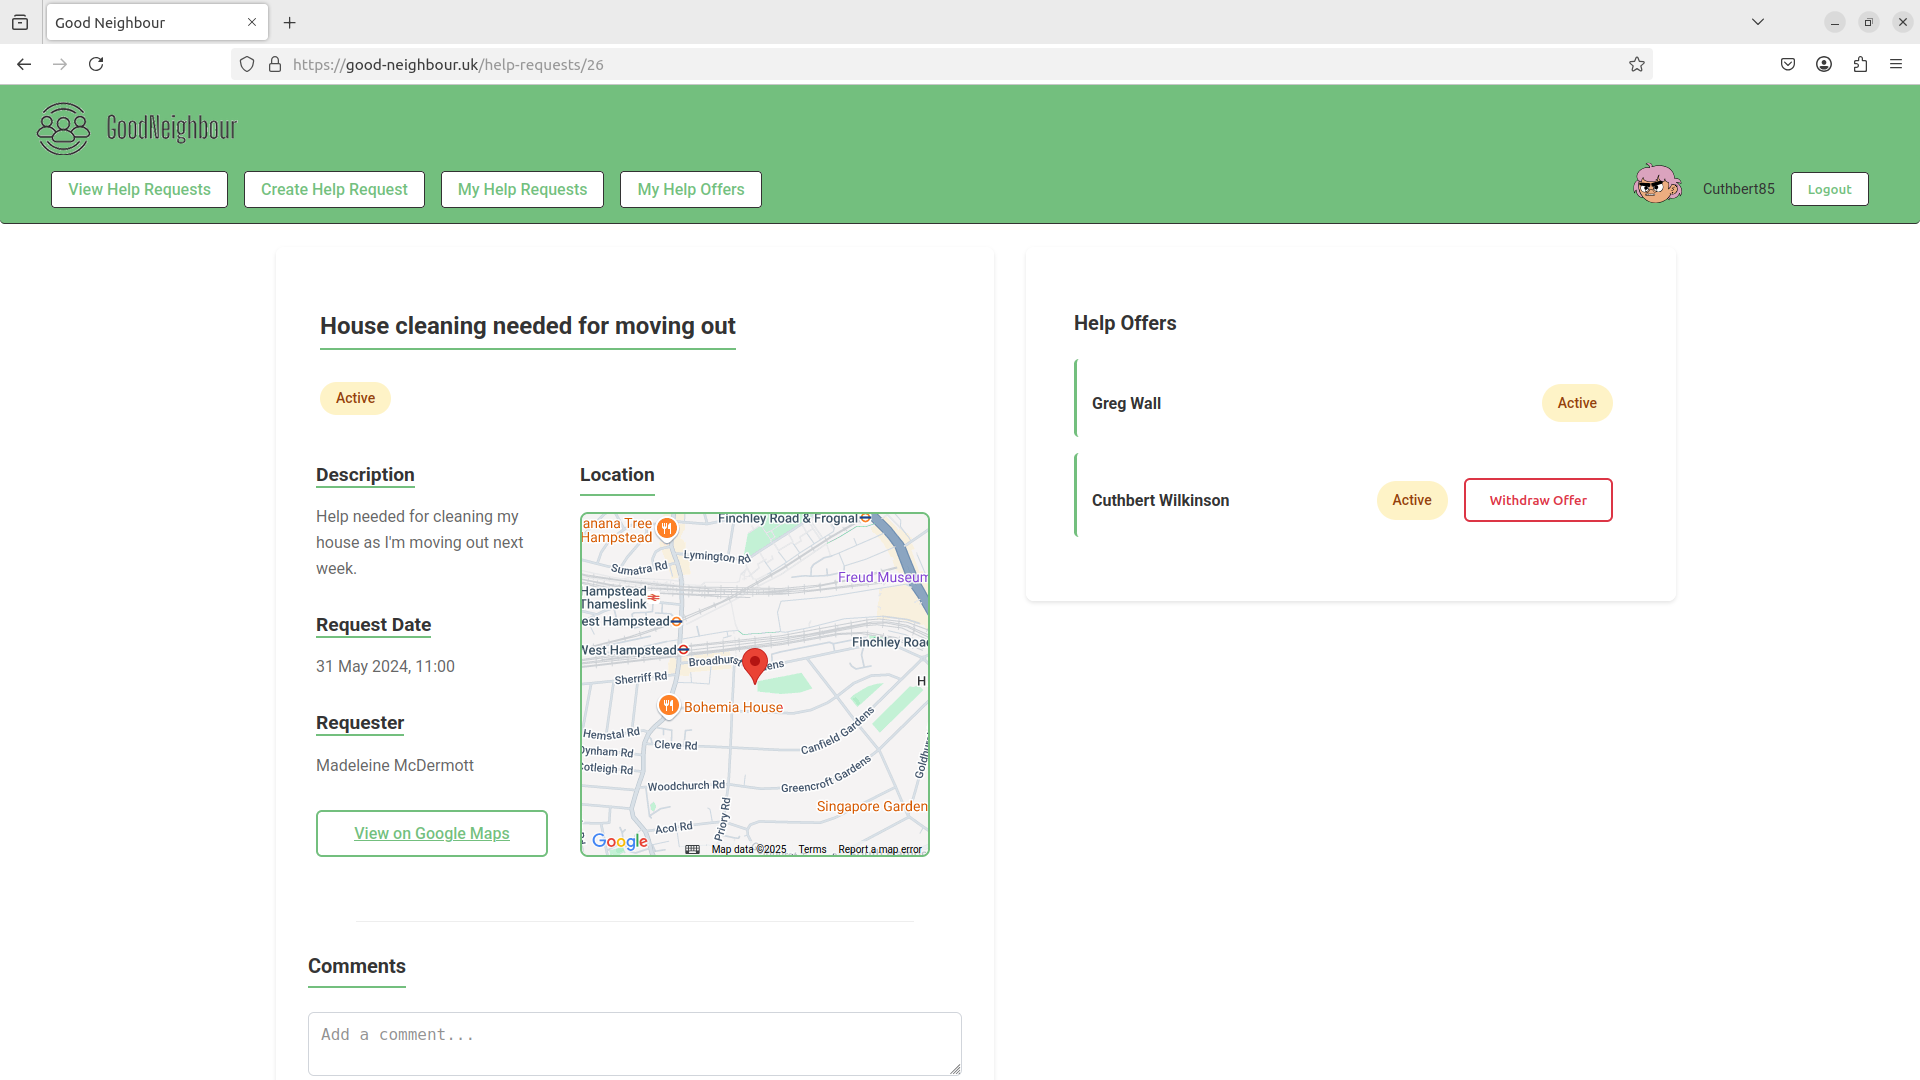 Good Neighbour
https://good-neighbour.uk/help-requests/26
GoodNeighbour
View Help Requests
Create Help Request
My Help Requests
My Help Offers
Cuthbert85
Logout
House cleaning needed for moving out
Active
Description
Help needed for cleaning my
house as I'm moving out next
week.
Request Date
31 May 2024, 11:00
Requester
Madeleine McDermott
View on Google Maps
Location
anana Tree
Hampstead
Finchley Road & Frognal
Lymington Rd
Sumatra Rd
Freud Museum
Hampstead
Thameslink
est Hampstead
Finchley Roa
West Hampstead
Sherriff Rd
H
Bohemia House
Hemstal Rd
Cleve Rd
Dynham Rd
Cotleigh Rd
Canfield Gardens
Goldhu
Woodchurch Rd
Greencroft Gardens
Singapore Garden
Priory Rd
Acol Rd
Google
Map data ©2025
Terms
Report a map error
Comments
Add a comment...
Help Offers
Greg Wall
Active
Cuthbert Wilkinson
Active
Withdraw Offer